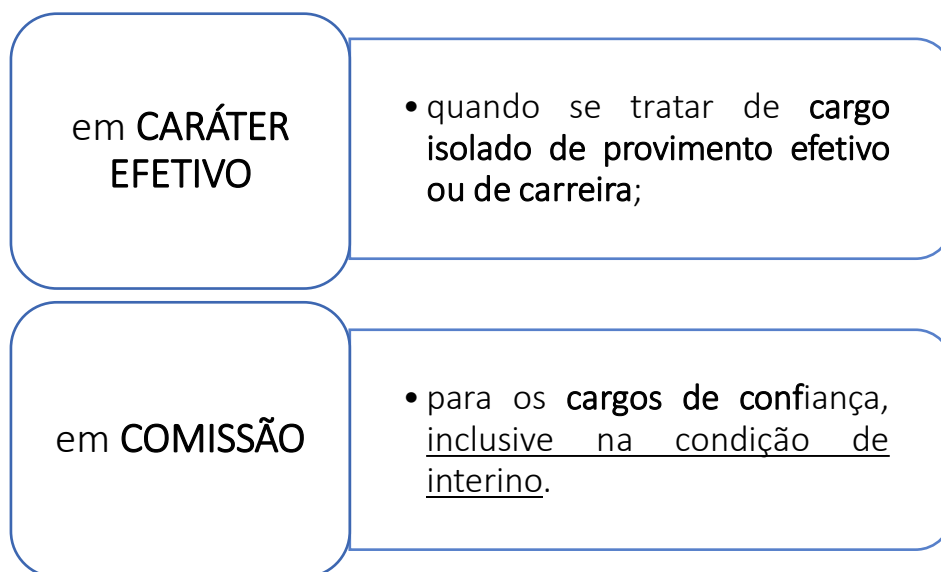 em CARÁTER
EFETIVO
• quando se tratar de cargo
isolado de provimento efetivo
ou de carreira;
em COMISSÃO
• para os cargos de confiança,
inclusive na condição de
interino.